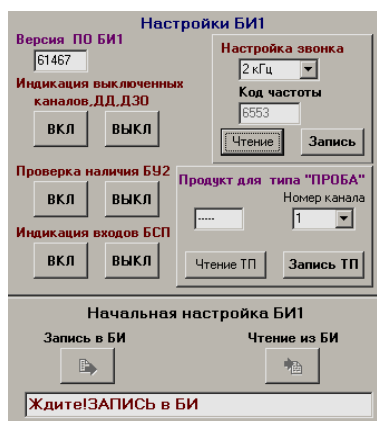 Настройки БИ1
Версия ПО БИ1
61467
Настройка звонка
2 кГц
Код частоты
6553
Чтение Запись
Индикация выключенных
каналов,ДД,ДЗО
ВКЛ ВЫКЛ
Проверка наличия БУ2
ВКЛ ВЫКЛ
Продукт для типа "ПРОБА"
Номер канала
----- 1
Чтение ТП Запись ТП
Индикация входов БСП
ВКЛ ВЫКЛ
Начальная настройка БИ1
Запись в БИ Чтение из БИ
Ждите!ЗАПИСЬ в БИ